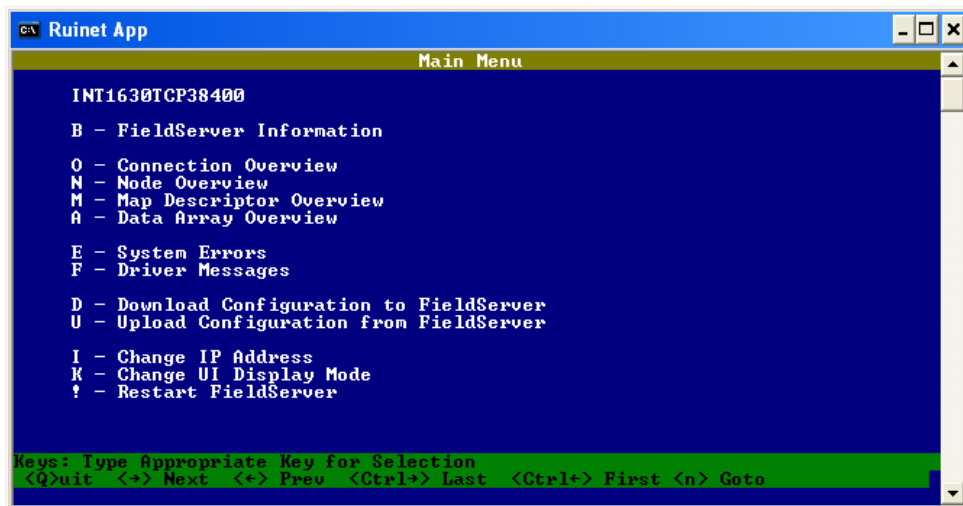 Ruinet App
Main Menu
INT1630TCP38400
B - FieldServer Information
O - Connection Overview
N - Node Overview
M - Map Descriptor Overview
A - Data Array Overview
E - System Errors
F - Driver Messages
D - Download Configuration to FieldServer
U - Upload Configuration from FieldServer
I - Change IP Address
K - Change UI Display Mode
! - Restart FieldServer
Keys: Type Appropriate Key for Selection
<Q>uit <→> Next <←> Prev <Ctrl→> Last <Ctrl←> First <n> Goto